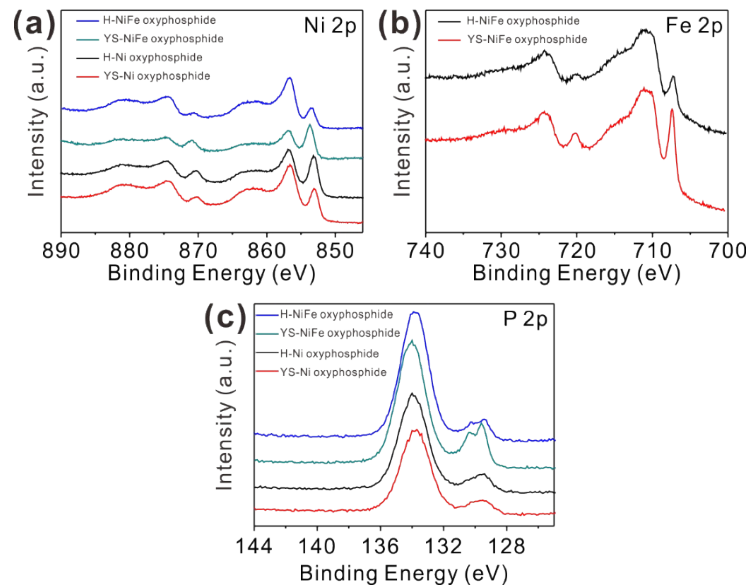 (a)
Ni 2p
H-NiFe oxyphosphide
YS-NiFe oxyphosphide
H-Ni oxyphosphide
YS-Ni oxyphosphide
Intensity (a.u.)
890 880 870 860 850
Binding Energy (eV)
(b)
Fe 2p
H-NiFe oxyphosphide
YS-NiFe oxyphosphide
Intensity (a.u.)
740 730 720 710 700
Binding Energy (eV)
(c)
P 2p
H-NiFe oxyphosphide
YS-NiFe oxyphosphide
H-Ni oxyphosphide
YS-Ni oxyphosphide
Intensity (a.u.)
144 140 136 132 128
Binding Energy (eV)